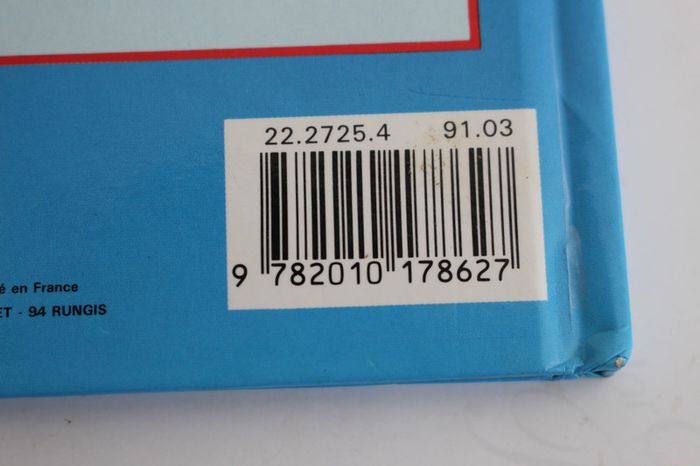 22.2725.4 91.03
9 782010 178627
é en France
ET - 94 RUNGIS